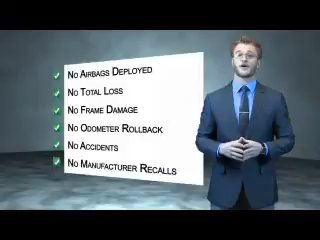 No Airbags Deployed
No Total Loss
No Frame Damage
No Odometer Rollback
No Accidents
No Manufacturer Recalls